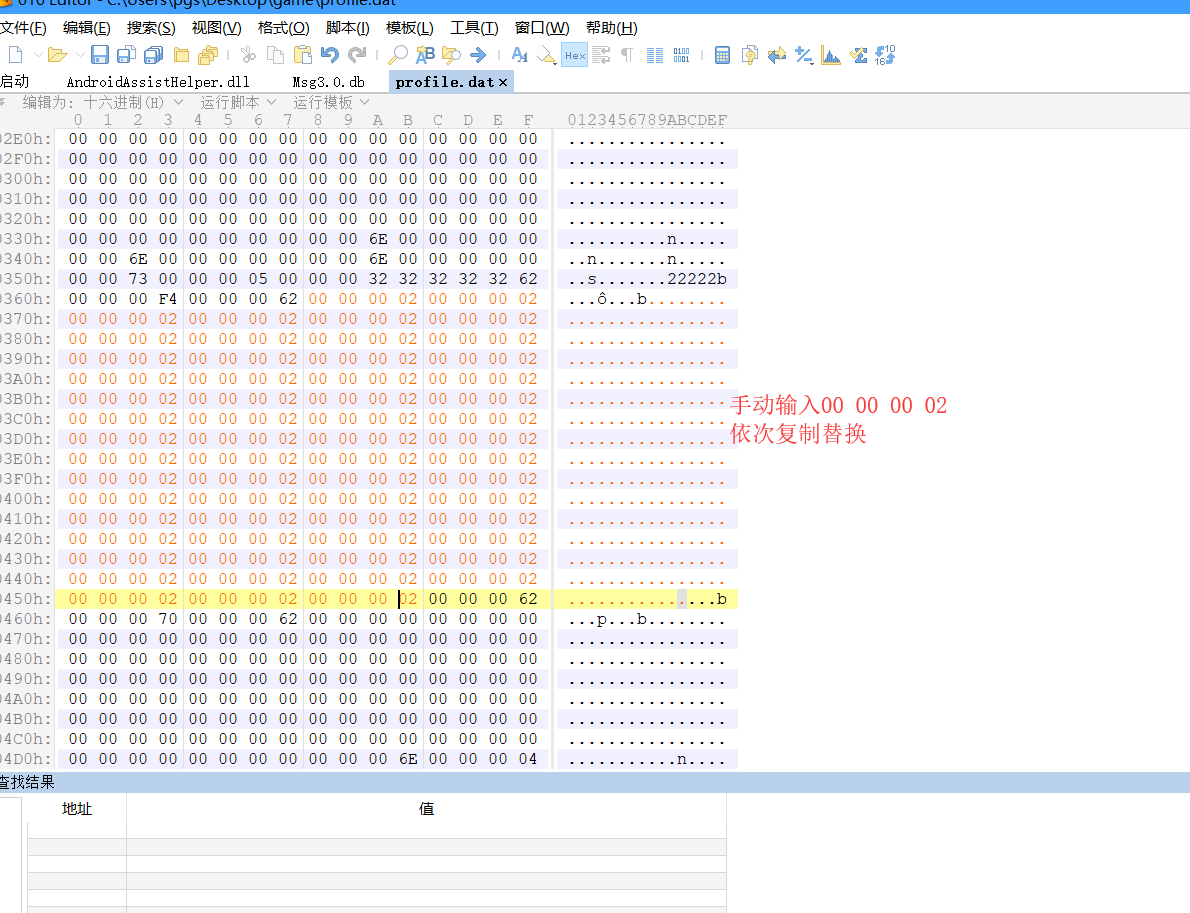 010 Editor - C:\Users\pgs\Desktop\game\profile.dat
文件(F) 编辑(E) 搜索(S) 视图(V) 格式(O) 脚本(I) 模板(L) 工具(T) 窗口(W) 帮助(H)
启动 AndroidAssistHelper.dll Msg3.0.db profile.dat ×
编辑为: 十六进制(H) 运行脚本 运行模板
0 1 2 3 4 5 6 7 8 9 A B C D E F 0123456789ABCDEF
02E0h: 00 00 00 00 00 00 00 00 00 00 00 00 00 00 00 00 ................
02F0h: 00 00 00 00 00 00 00 00 00 00 00 00 00 00 00 00 ................
0300h: 00 00 00 00 00 00 00 00 00 00 00 00 00 00 00 00 ................
0310h: 00 00 00 00 00 00 00 00 00 00 00 00 00 00 00 00 ................
0320h: 00 00 00 00 00 00 00 00 00 00 00 00 00 00 00 00 ................
0330h: 00 00 00 00 00 00 00 00 00 00 6E 00 00 00 00 00 ..........n.....
0340h: 00 00 6E 00 00 00 00 00 00 00 6E 00 00 00 00 00 ..n.......n.....
0350h: 00 00 73 00 00 00 05 00 00 00 32 32 32 32 32 62 ..s.......22222b
0360h: 00 00 00 F4 00 00 00 62 00 00 00 02 00 00 00 02 ...ô...b........
0370h: 00 00 00 02 00 00 00 02 00 00 00 02 00 00 00 02 ................
0380h: 00 00 00 02 00 00 00 02 00 00 00 02 00 00 00 02 ................
0390h: 00 00 00 02 00 00 00 02 00 00 00 02 00 00 00 02 ................
03A0h: 00 00 00 02 00 00 00 02 00 00 00 02 00 00 00 02 ................
03B0h: 00 00 00 02 00 00 00 02 00 00 00 02 00 00 00 02 ................
手动输入00 00 00 02
03C0h: 00 00 00 02 00 00 00 02 00 00 00 02 00 00 00 02 ................
03D0h: 00 00 00 02 00 00 00 02 00 00 00 02 00 00 00 02 ................
依次复制替换
03E0h: 00 00 00 02 00 00 00 02 00 00 00 02 00 00 00 02 ................
03F0h: 00 00 00 02 00 00 00 02 00 00 00 02 00 00 00 02 ................
0400h: 00 00 00 02 00 00 00 02 00 00 00 02 00 00 00 02 ................
0410h: 00 00 00 02 00 00 00 02 00 00 00 02 00 00 00 02 ................
0420h: 00 00 00 02 00 00 00 02 00 00 00 02 00 00 00 02 ................
0430h: 00 00 00 02 00 00 00 02 00 00 00 02 00 00 00 02 ................
0440h: 00 00 00 02 00 00 00 02 00 00 00 02 00 00 00 02 ................
0450h: 00 00 00 02 00 00 00 02 00 00 00 02 00 00 00 62 ...............b
0460h: 00 00 00 70 00 00 00 62 00 00 00 00 00 00 00 00 ...p...b........
0470h: 00 00 00 00 00 00 00 00 00 00 00 00 00 00 00 00 ................
0480h: 00 00 00 00 00 00 00 00 00 00 00 00 00 00 00 00 ................
0490h: 00 00 00 00 00 00 00 00 00 00 00 00 00 00 00 00 ................
04A0h: 00 00 00 00 00 00 00 00 00 00 00 00 00 00 00 00 ................
04B0h: 00 00 00 00 00 00 00 00 00 00 00 00 00 00 00 00 ................
04C0h: 00 00 00 00 00 00 00 00 00 00 00 00 00 00 00 00 ................
04D0h: 00 00 00 00 00 00 00 00 00 00 00 6E 00 00 00 04 ...........n....
查找结果
地址 值